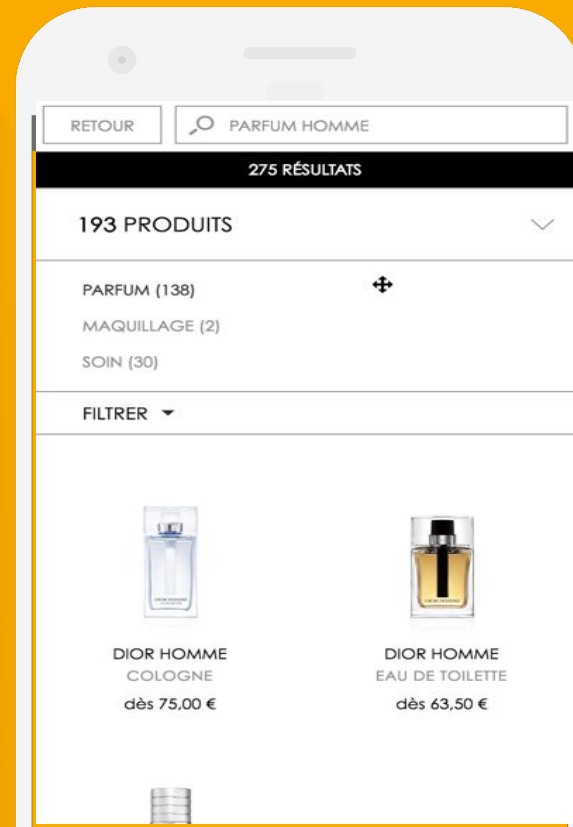 RETOUR
PARFUM HOMME
275 RÉSULTATS
193 PRODUITS
PARFUM (138)
MAQUILLAGE (2)
SOIN (30)
FILTRER
DIOR HOMME
COLOGNE
dès 75,00 €
DIOR HOMME
EAU DE TOILETTE
dès 63,50 €